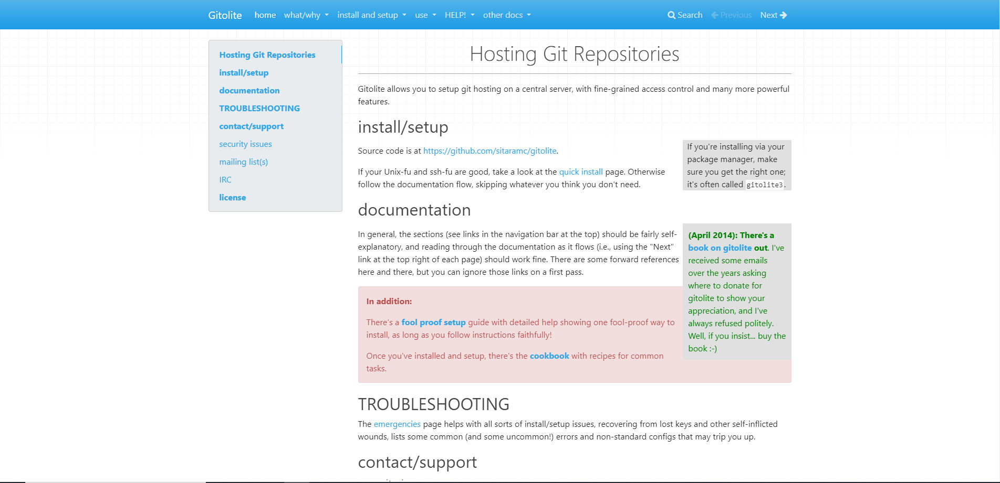 Gitolite home what/why install and setup use HELP! other docs Search Previous Next
Hosting Git Repositories
install/setup
documentation
TROUBLESHOOTING
contact/support
security issues
mailing list(s)
IRC
license
Hosting Git Repositories
Gitolite allows you to setup git hosting on a central server, with fine-grained access control and many more powerful
features.
install/setup
Source code is at https://github.com/sitaramc/gitolite.
If your Unix-fu and ssh-fu are good, take a look at the quick install page. Otherwise
follow the documentation flow, skipping whatever you think you don't need.
If you're installing via your
package manager, make
sure you get the right one;
it's often called gitolite3.
documentation
In general, the sections (see links in the navigation bar at the top) should be fairly self-
explanatory, and reading through the documentation as it flows (i.e., using the "Next"
link at the top right of each page) should work fine. There are some forward references
here and there, but you can ignore those links on a first pass.
(April 2014): There's a
book on gitolite out. I've
received some emails
over the years asking
where to donate for
gitolite to show your
appreciation, and I've
always refused politely.
Well, if you insist... buy the
book :-)
In addition:
There's a fool proof setup guide with detailed help showing one fool-proof way to
install, as long as you follow instructions faithfully!
Once you've installed and setup, there's the cookbook with recipes for common
tasks.
TROUBLESHOOTING
The emergencies page helps with all sorts of install/setup issues, recovering from lost keys and other self-inflicted
wounds, lists some common (and some uncommon!) errors and non-standard configs that may trip you up.
contact/support